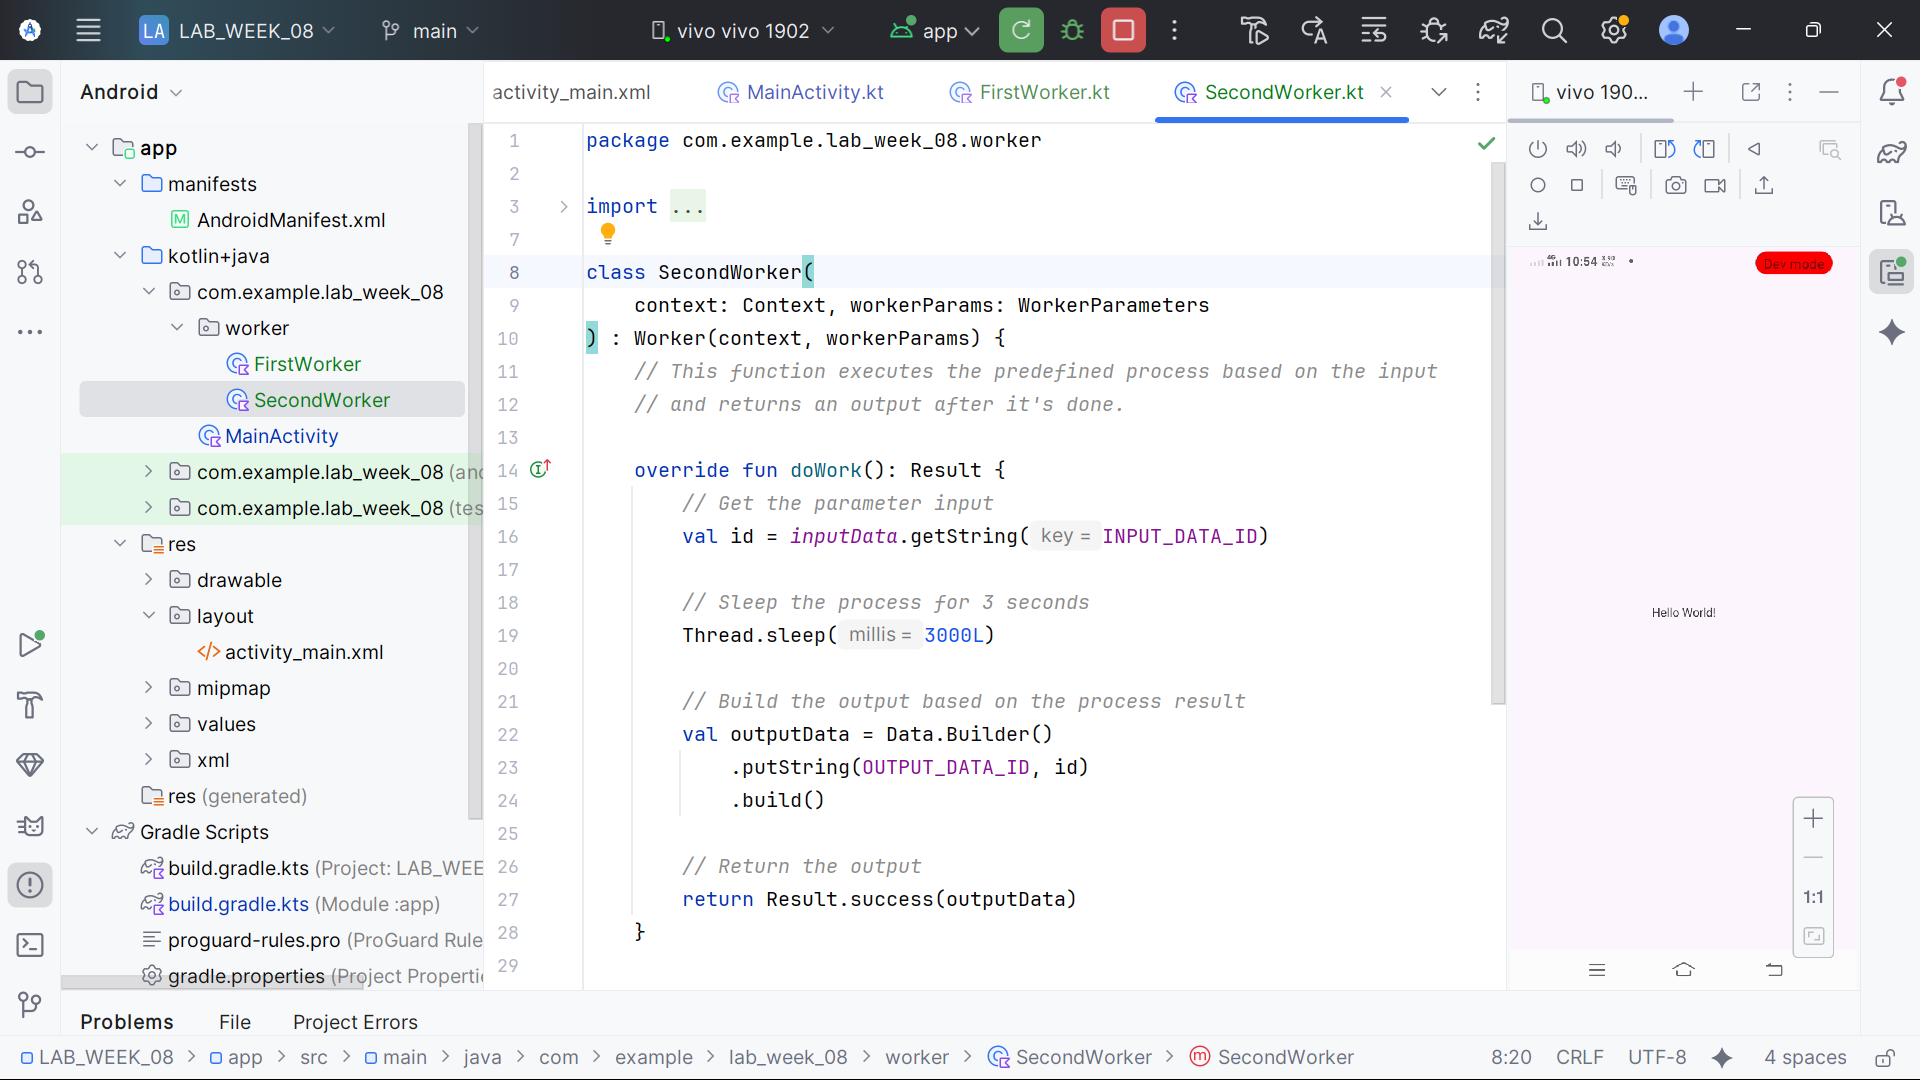 LA LAB_WEEK_08 main vivo vivo 1902 app
Android
app
manifests
AndroidManifest.xml
kotlin+java
com.example.lab_week_08
worker
FirstWorker
SecondWorker
MainActivity
com.example.lab_week_08 (and
com.example.lab_week_08 (tes
res
drawable
layout
activity_main.xml
mipmap
values
xml
res (generated)
Gradle Scripts
build.gradle.kts (Project: LAB_WEE
build.gradle.kts (Module :app)
proguard-rules.pro (ProGuard Rule
gradle.properties (Project Properti
activity_main.xml MainActivity.kt FirstWorker.kt SecondWorker.kt
1 package com.example.lab_week_08.worker
2
3 import ...
7
8 class SecondWorker(
9 context: Context, workerParams: WorkerParameters
10 ) : Worker(context, workerParams) {
11 // This function executes the predefined process based on the input
12 // and returns an output after it's done.
13
14 override fun doWork(): Result {
15 // Get the parameter input
16 val id = inputData.getString( key = INPUT_DATA_ID)
17
18 // Sleep the process for 3 seconds
19 Thread.sleep( millis = 3000L)
20
21 // Build the output based on the process result
22 val outputData = Data.Builder()
23 .putString(OUTPUT_DATA_ID, id)
24 .build()
25
26 // Return the output
27 return Result.success(outputData)
28 }
29
vivo 190...
10:54
Dev mode
Hello World!
1:1
Problems File Project Errors
LAB_WEEK_08 > app > src > main > java > com > example > lab_week_08 > worker > SecondWorker > SecondWorker 8:20 CRLF UTF-8 4 spaces